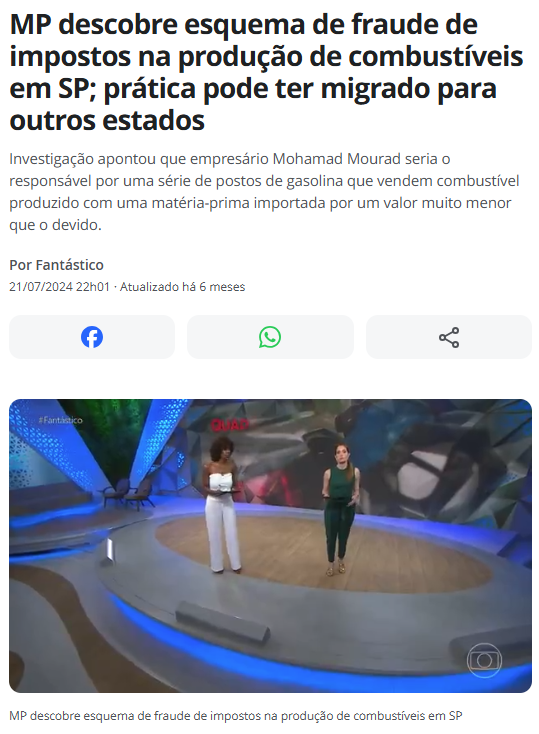 MP descobre esquema de fraude de
impostos na produção de combustíveis
em SP; prática pode ter migrado para
outros estados
Investigação apontou que empresário Mohamad Mourad seria o
responsável por uma série de postos de gasolina que vendem combustível
produzido com uma matéria-prima importada por um valor muito menor
que o devido.
Por Fantástico
21/07/2024 22h01 · Atualizado há 6 meses
#Fantástico
MP descobre esquema de fraude de impostos na produção de combustíveis em SP